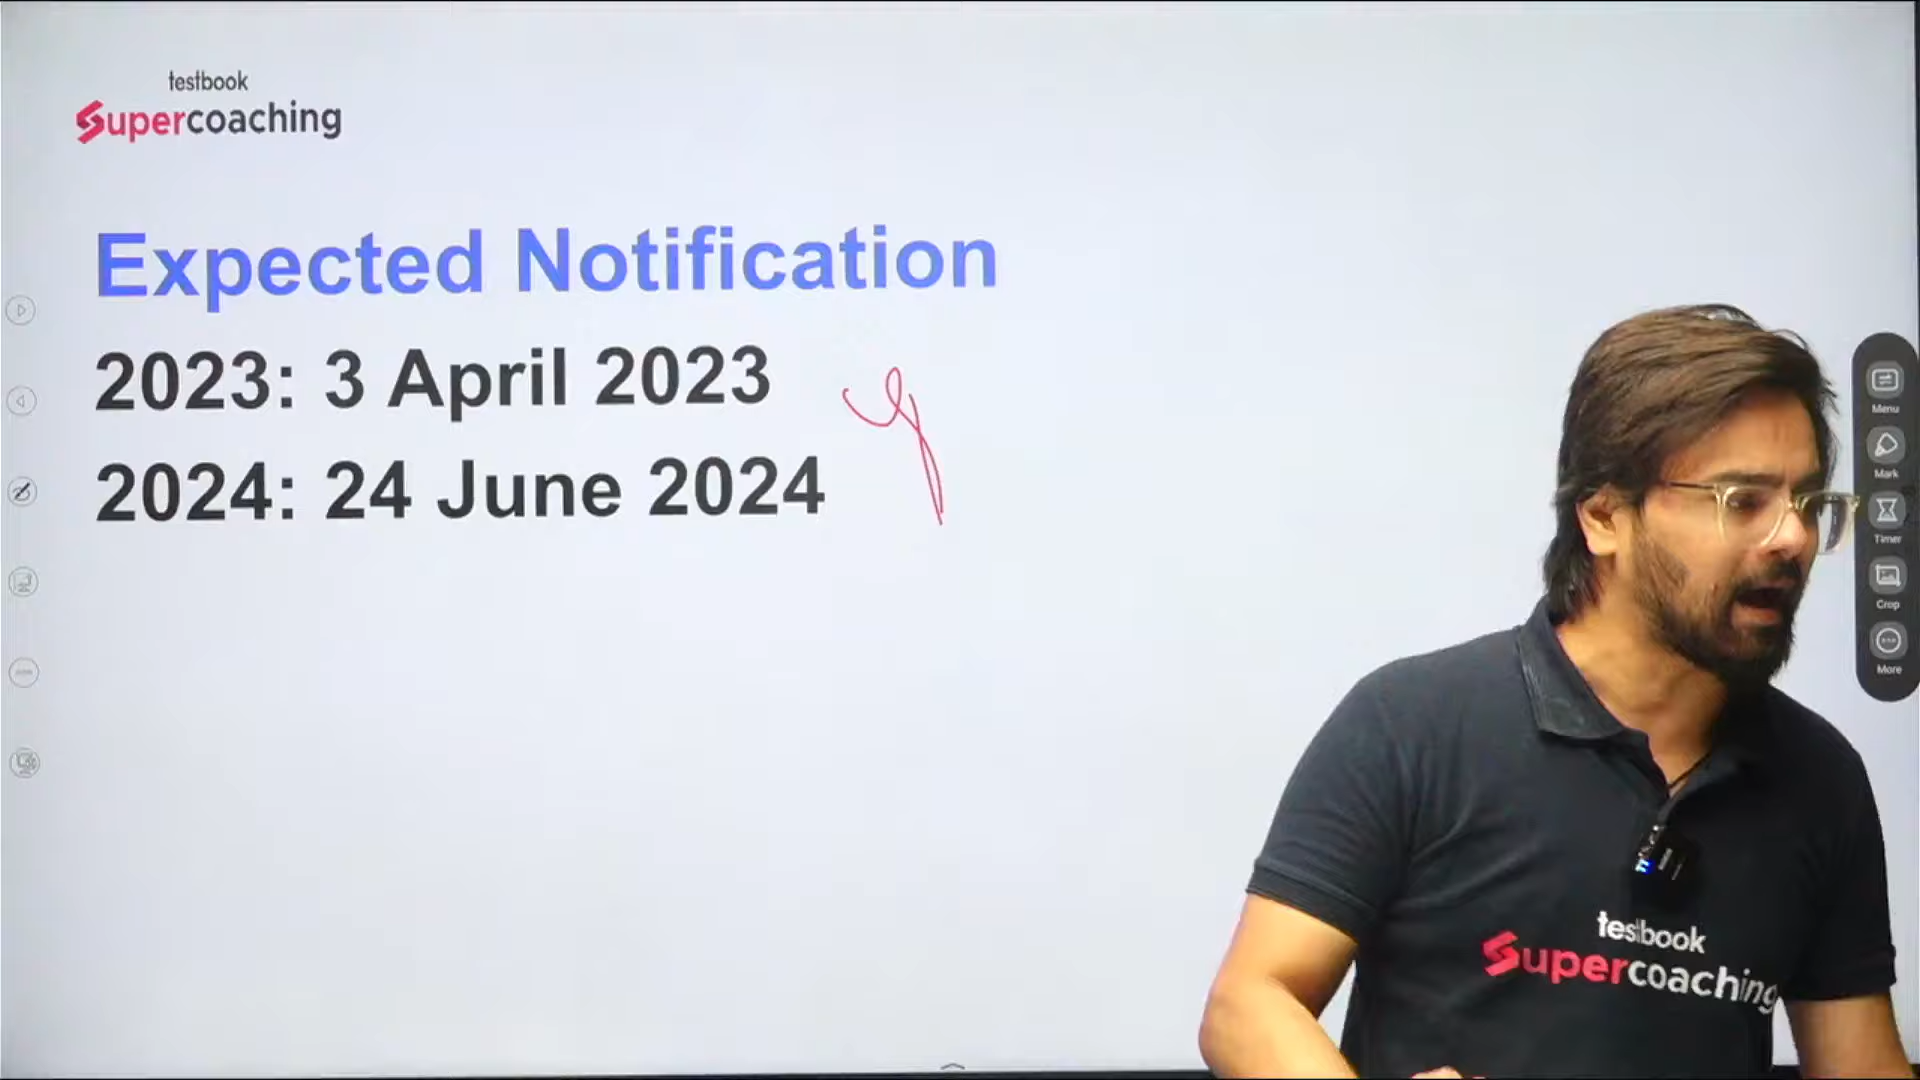 testbook
Supercoaching
Expected Notification
2023: 3 April 2023
2024: 24 June 2024
Menu
Mark
Timer
Crop
More
testbook
Supercoaching